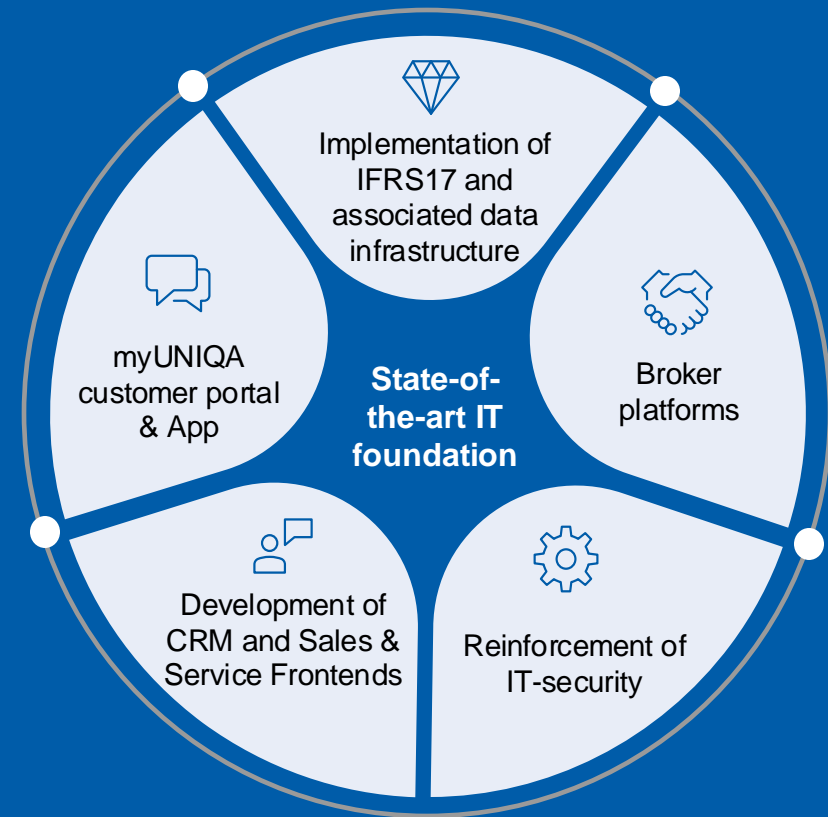 Implementation of
IFRS17 and
associated data
infrastructure
myUNIQA
customer portal
& App
State-of-
the-art IT
foundation
Broker
platforms
Development of
CRM and Sales &
Service Frontends
Reinforcement of
IT-security